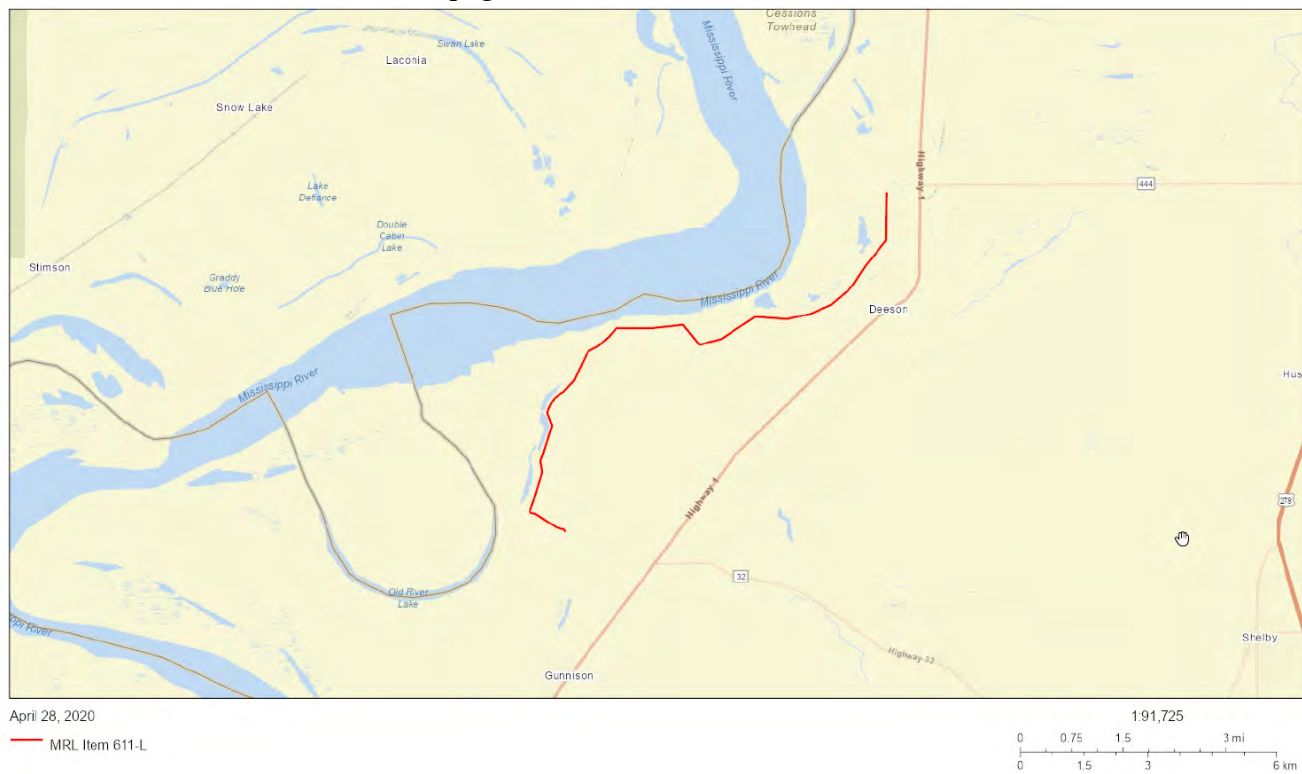 Cessions
Towhead
Swan Lake
Mississippi River
Laconia
Snow Lake
Highway 1
444
Lake
Defiance
Double
Cabin
Lake
Stimson
Graddy
Blue Hole
Mississippi River
Deeson
Mississippi River
Hus
Highway 1
278
32
Old River
Lake
ppi River
Shelby
Highway 32
Gunnison
April 28, 2020
1:91,725
MRL Item 611-L
0 0.75 1.5 3 mi
0 1.5 3 6 km